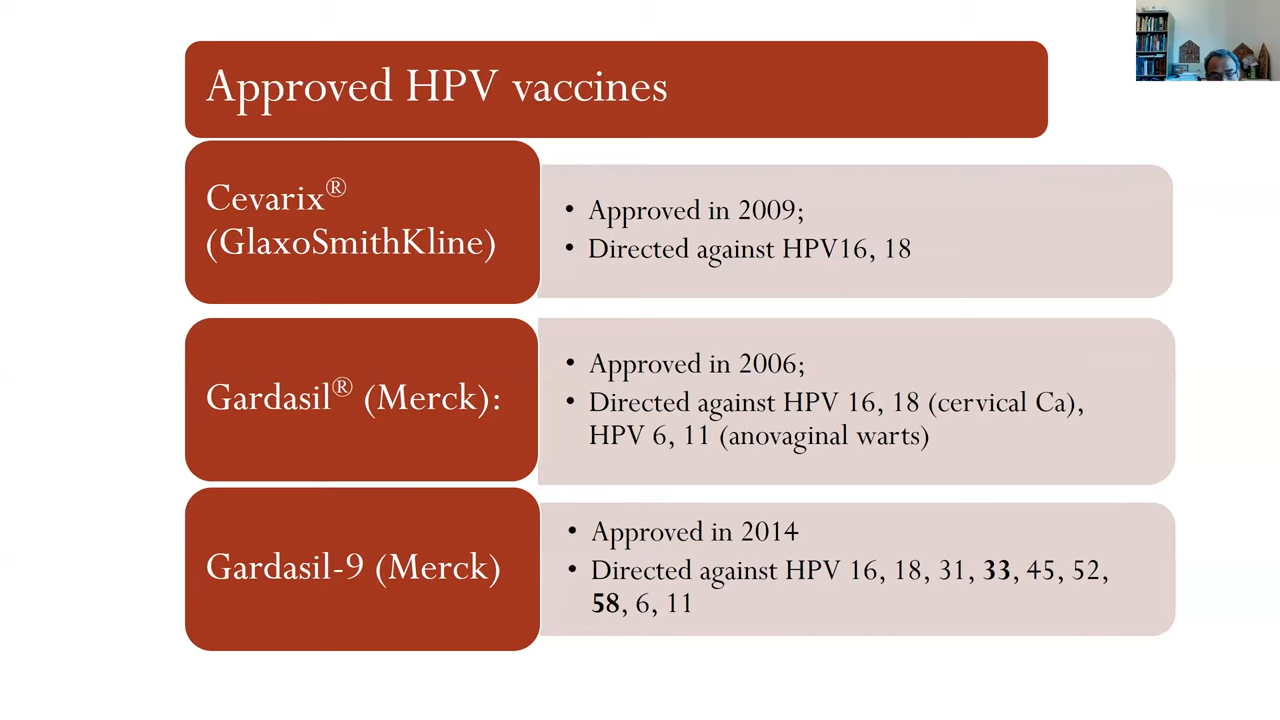 Approved HPV vaccines
Cevarix®
(GlaxoSmithKline)
• Approved in 2009;
• Directed against HPV16, 18
Gardasil® (Merck):
• Approved in 2006;
• Directed against HPV 16, 18 (cervical Ca),
HPV 6, 11 (anovaginal warts)
Gardasil-9 (Merck)
• Approved in 2014
• Directed against HPV 16, 18, 31, 33, 45, 52,
58, 6, 11